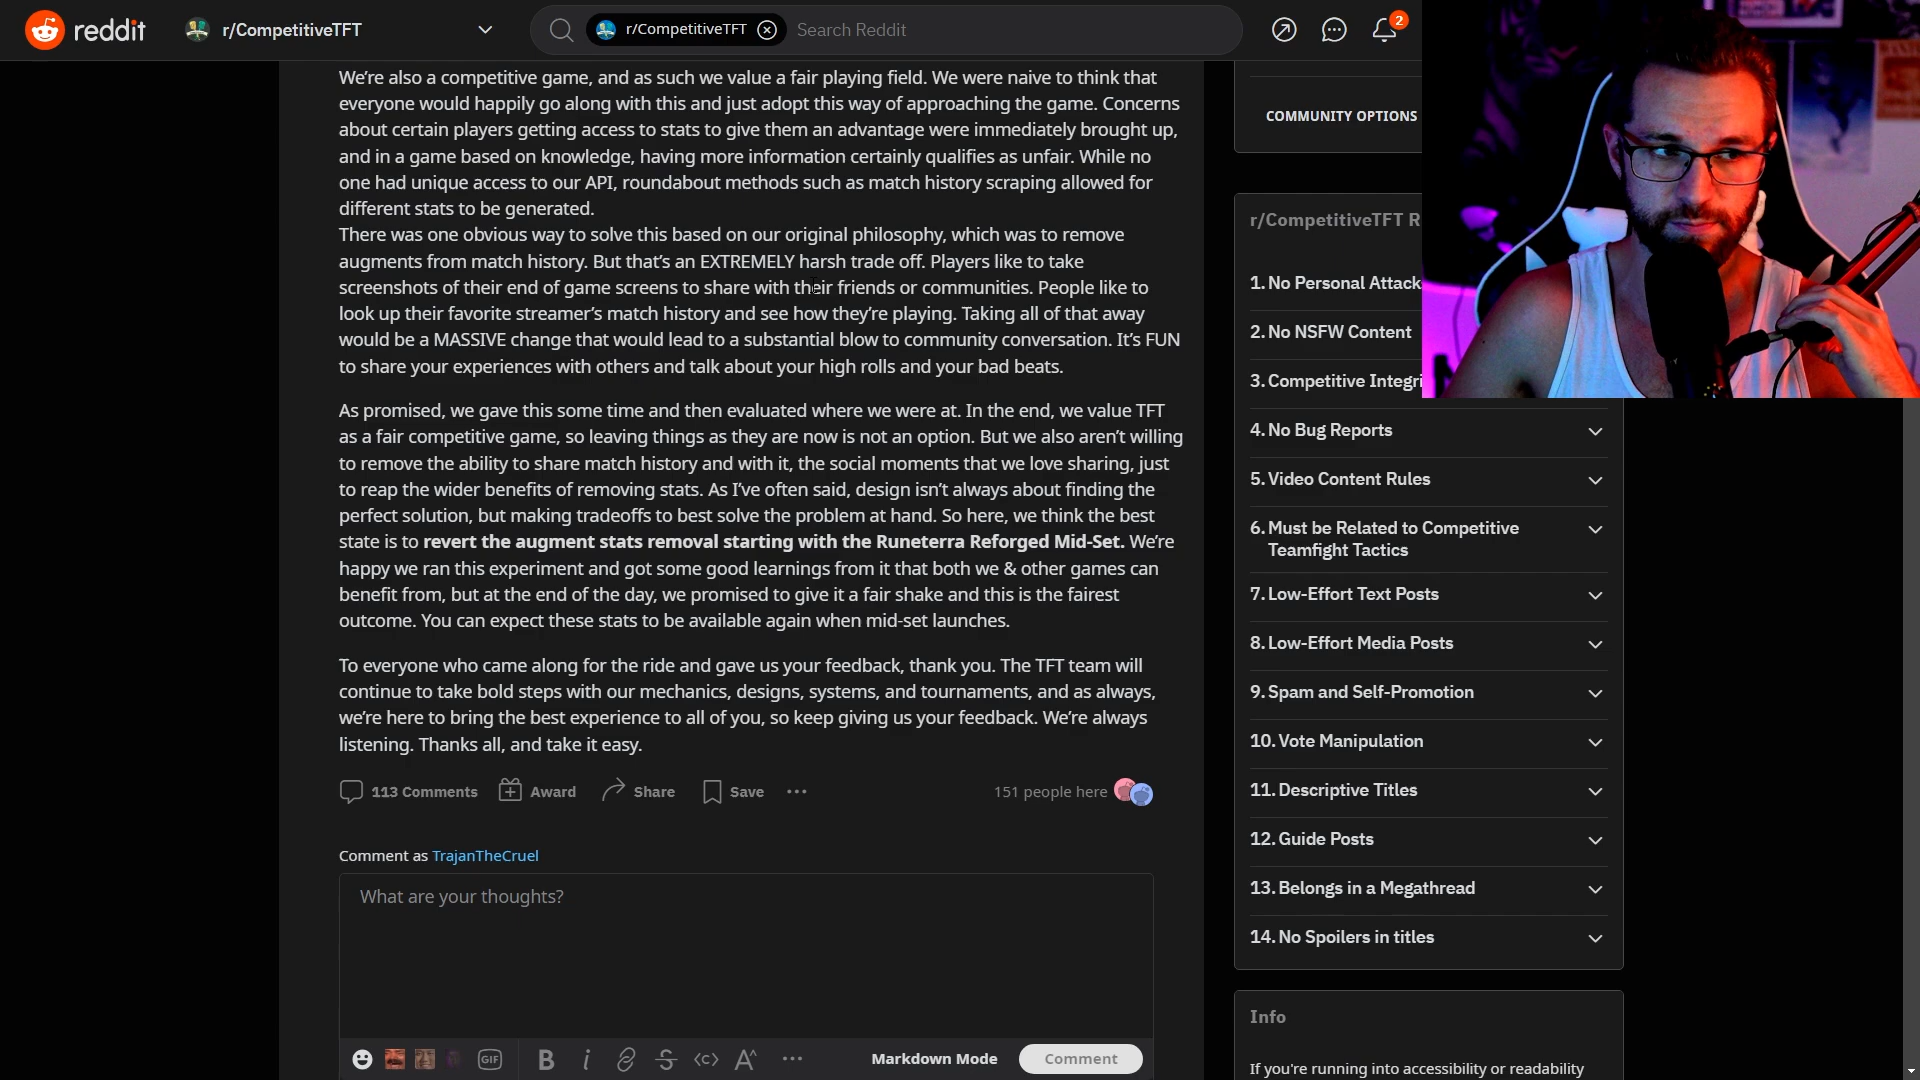 reddit
r/CompetitiveTFT
r/CompetitiveTFT
Search Reddit
2
We're also a competitive game, and as such we value a fair playing field. We were naive to think that
everyone would happily go along with this and just adopt this way of approaching the game. Concerns
about certain players getting access to stats to give them an advantage were immediately brought up,
and in a game based on knowledge, having more information certainly qualifies as unfair. While no
one had unique access to our API, roundabout methods such as match history scraping allowed for
different stats to be generated.
There was one obvious way to solve this based on our original philosophy, which was to remove
augments from match history. But that's an EXTREMELY harsh trade off. Players like to take
screenshots of their end of game screens to share with their friends or communities. People like to
look up their favorite streamer's match history and see how they're playing. Taking all of that away
would be a MASSIVE change that would lead to a substantial blow to community conversation. It's FUN
to share your experiences with others and talk about your high rolls and your bad beats.
As promised, we gave this some time and then evaluated where we were at. In the end, we value TFT
as a fair competitive game, so leaving things as they are now is not an option. But we also aren't willing
to remove the ability to share match history and with it, the social moments that we love sharing, just
to reap the wider benefits of removing stats. As I've often said, design isn't always about finding the
perfect solution, but making tradeoffs to best solve the problem at hand. So here, we think the best
state is to revert the augment stats removal starting with the Runeterra Reforged Mid-Set. We're
happy we ran this experiment and got some good learnings from it that both we & other games can
benefit from, but at the end of the day, we promised to give it a fair shake and this is the fairest
outcome. You can expect these stats to be available again when mid-set launches.
To everyone who came along for the ride and gave us your feedback, thank you. The TFT team will
continue to take bold steps with our mechanics, designs, systems, and tournaments, and as always,
we're here to bring the best experience to all of you, so keep giving us your feedback. We're always
listening. Thanks all, and take it easy.
113 Comments
Award
Share
Save
151 people here
Comment as TrajanTheCruel
What are your thoughts?
GIF
B
i
Markdown Mode
Comment
COMMUNITY OPTIONS
r/CompetitiveTFT R
1. No Personal Attack
2. No NSFW Content
3. Competitive Integri
4. No Bug Reports
5. Video Content Rules
6. Must be Related to Competitive
Teamfight Tactics
7. Low-Effort Text Posts
8. Low-Effort Media Posts
9. Spam and Self-Promotion
10. Vote Manipulation
11. Descriptive Titles
12. Guide Posts
13. Belongs in a Megathread
14. No Spoilers in titles
Info
If you're running into accessibility or readability